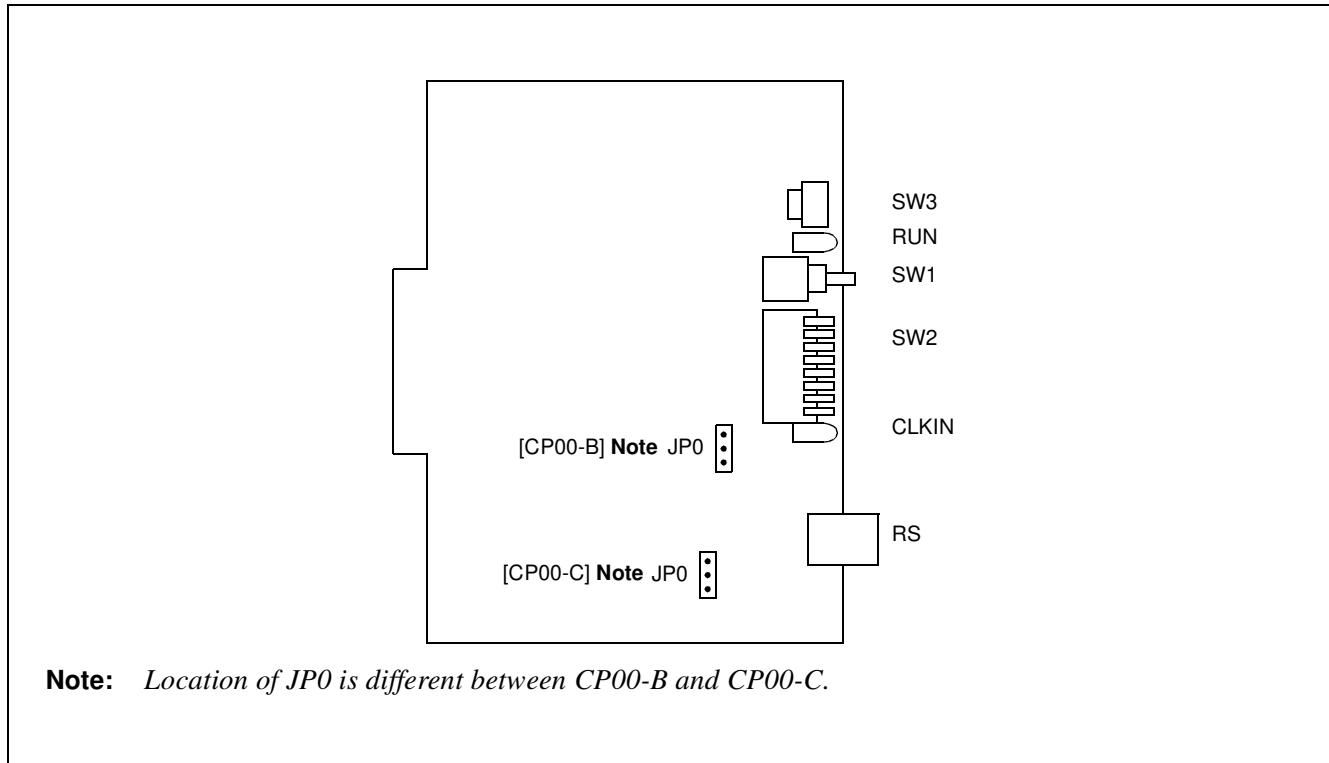 SW3
RUN
SW1
SW2
CLKIN
[CP00-B] Note JP0
RS
[CP00-C] Note JP0
Note: Location of JP0 is different between CP00-B and CP00-C.